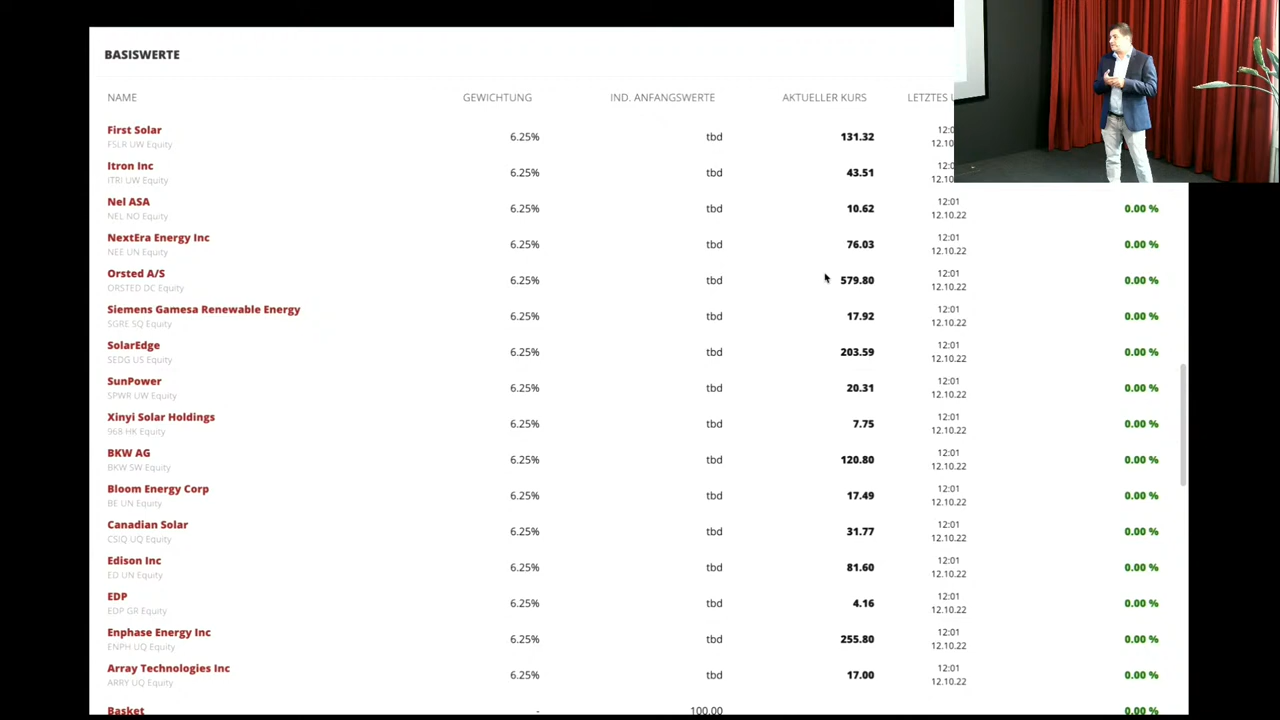 BASISWERTE
NAME GEWICHTUNG IND. ANFANGSWERTE AKTUELLER KURS LETZTES
First Solar 6.25% tbd 131.32
FSLR UW Equity 12.10
Itron Inc 6.25% tbd 43.51
ITRI UW Equity 12.10
Nel ASA 6.25% tbd 10.62 12:01 0.00 %
NEL NO Equity 12.10.22
NextEra Energy Inc 6.25% tbd 76.03 12:01 0.00 %
NEE UN Equity 12.10.22
Orsted A/S 6.25% tbd 579.80 12:01 0.00 %
ORSTED DC Equity 12.10.22
Siemens Gamesa Renewable Energy 6.25% tbd 17.92 12:01 0.00 %
SGRE SQ Equity 12.10.22
SolarEdge 6.25% tbd 203.59 12:01 0.00 %
SEDG US Equity 12.10.22
SunPower 6.25% tbd 20.31 12:01 0.00 %
SPWR UW Equity 12.10.22
Xinyi Solar Holdings 6.25% tbd 7.75 12:01 0.00 %
968 HK Equity 12.10.22
BKW AG 6.25% tbd 120.80 12:01 0.00 %
BKW SW Equity 12.10.22
Bloom Energy Corp 6.25% tbd 17.49 12:01 0.00 %
BE UN Equity 12.10.22
Canadian Solar 6.25% tbd 31.77 12:01 0.00 %
CSIQ UQ Equity 12.10.22
Edison Inc 6.25% tbd 81.60 12:01 0.00 %
ED UN Equity 12.10.22
EDP 6.25% tbd 4.16 12:01 0.00 %
EDP GR Equity 12.10.22
Enphase Energy Inc 6.25% tbd 255.80 12:01 0.00 %
ENPH UQ Equity 12.10.22
Array Technologies Inc 6.25% tbd 17.00 12:01 0.00 %
ARRY UQ Equity 12.10.22
Basket - 100.00 0.00 %